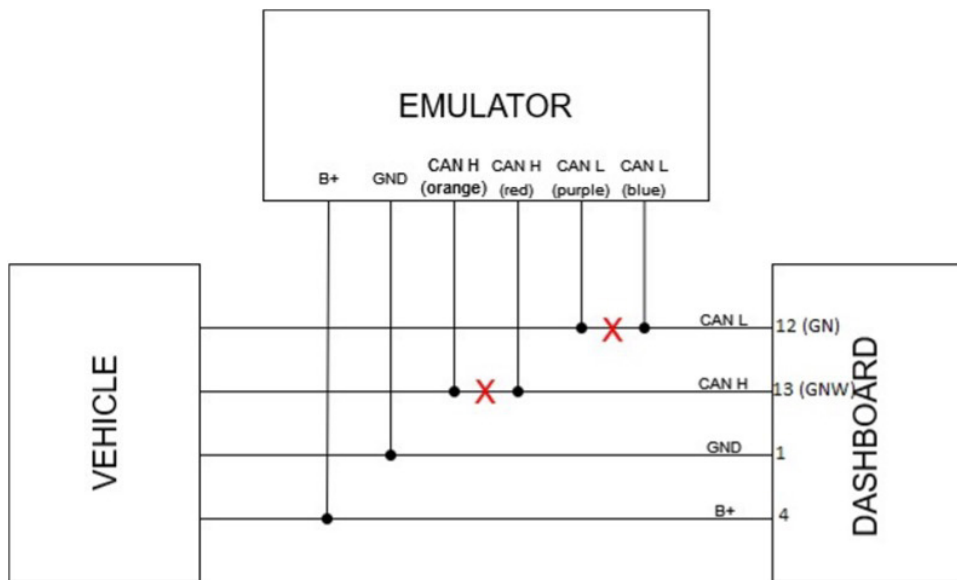 EMULATOR
B+ GND CAN H CAN H CAN L CAN L
(orange) (red) (purple) (blue)
VEHICLE
DASHBOARD
CAN L 12 (GN)
CAN H 13 (GNW)
GND 1
B+ 4